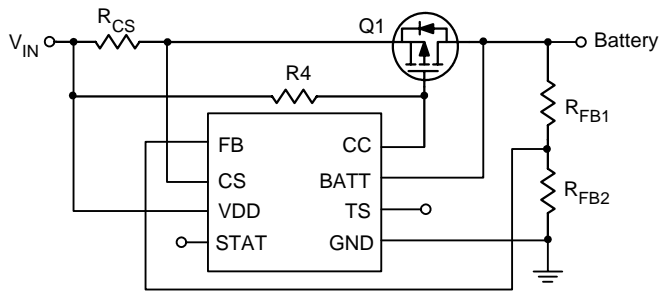 R_CS
Q1
V_IN
Battery
R4
R_FB1
FB
CC
CS
BATT
R_FB2
VDD
TS
STAT
GND